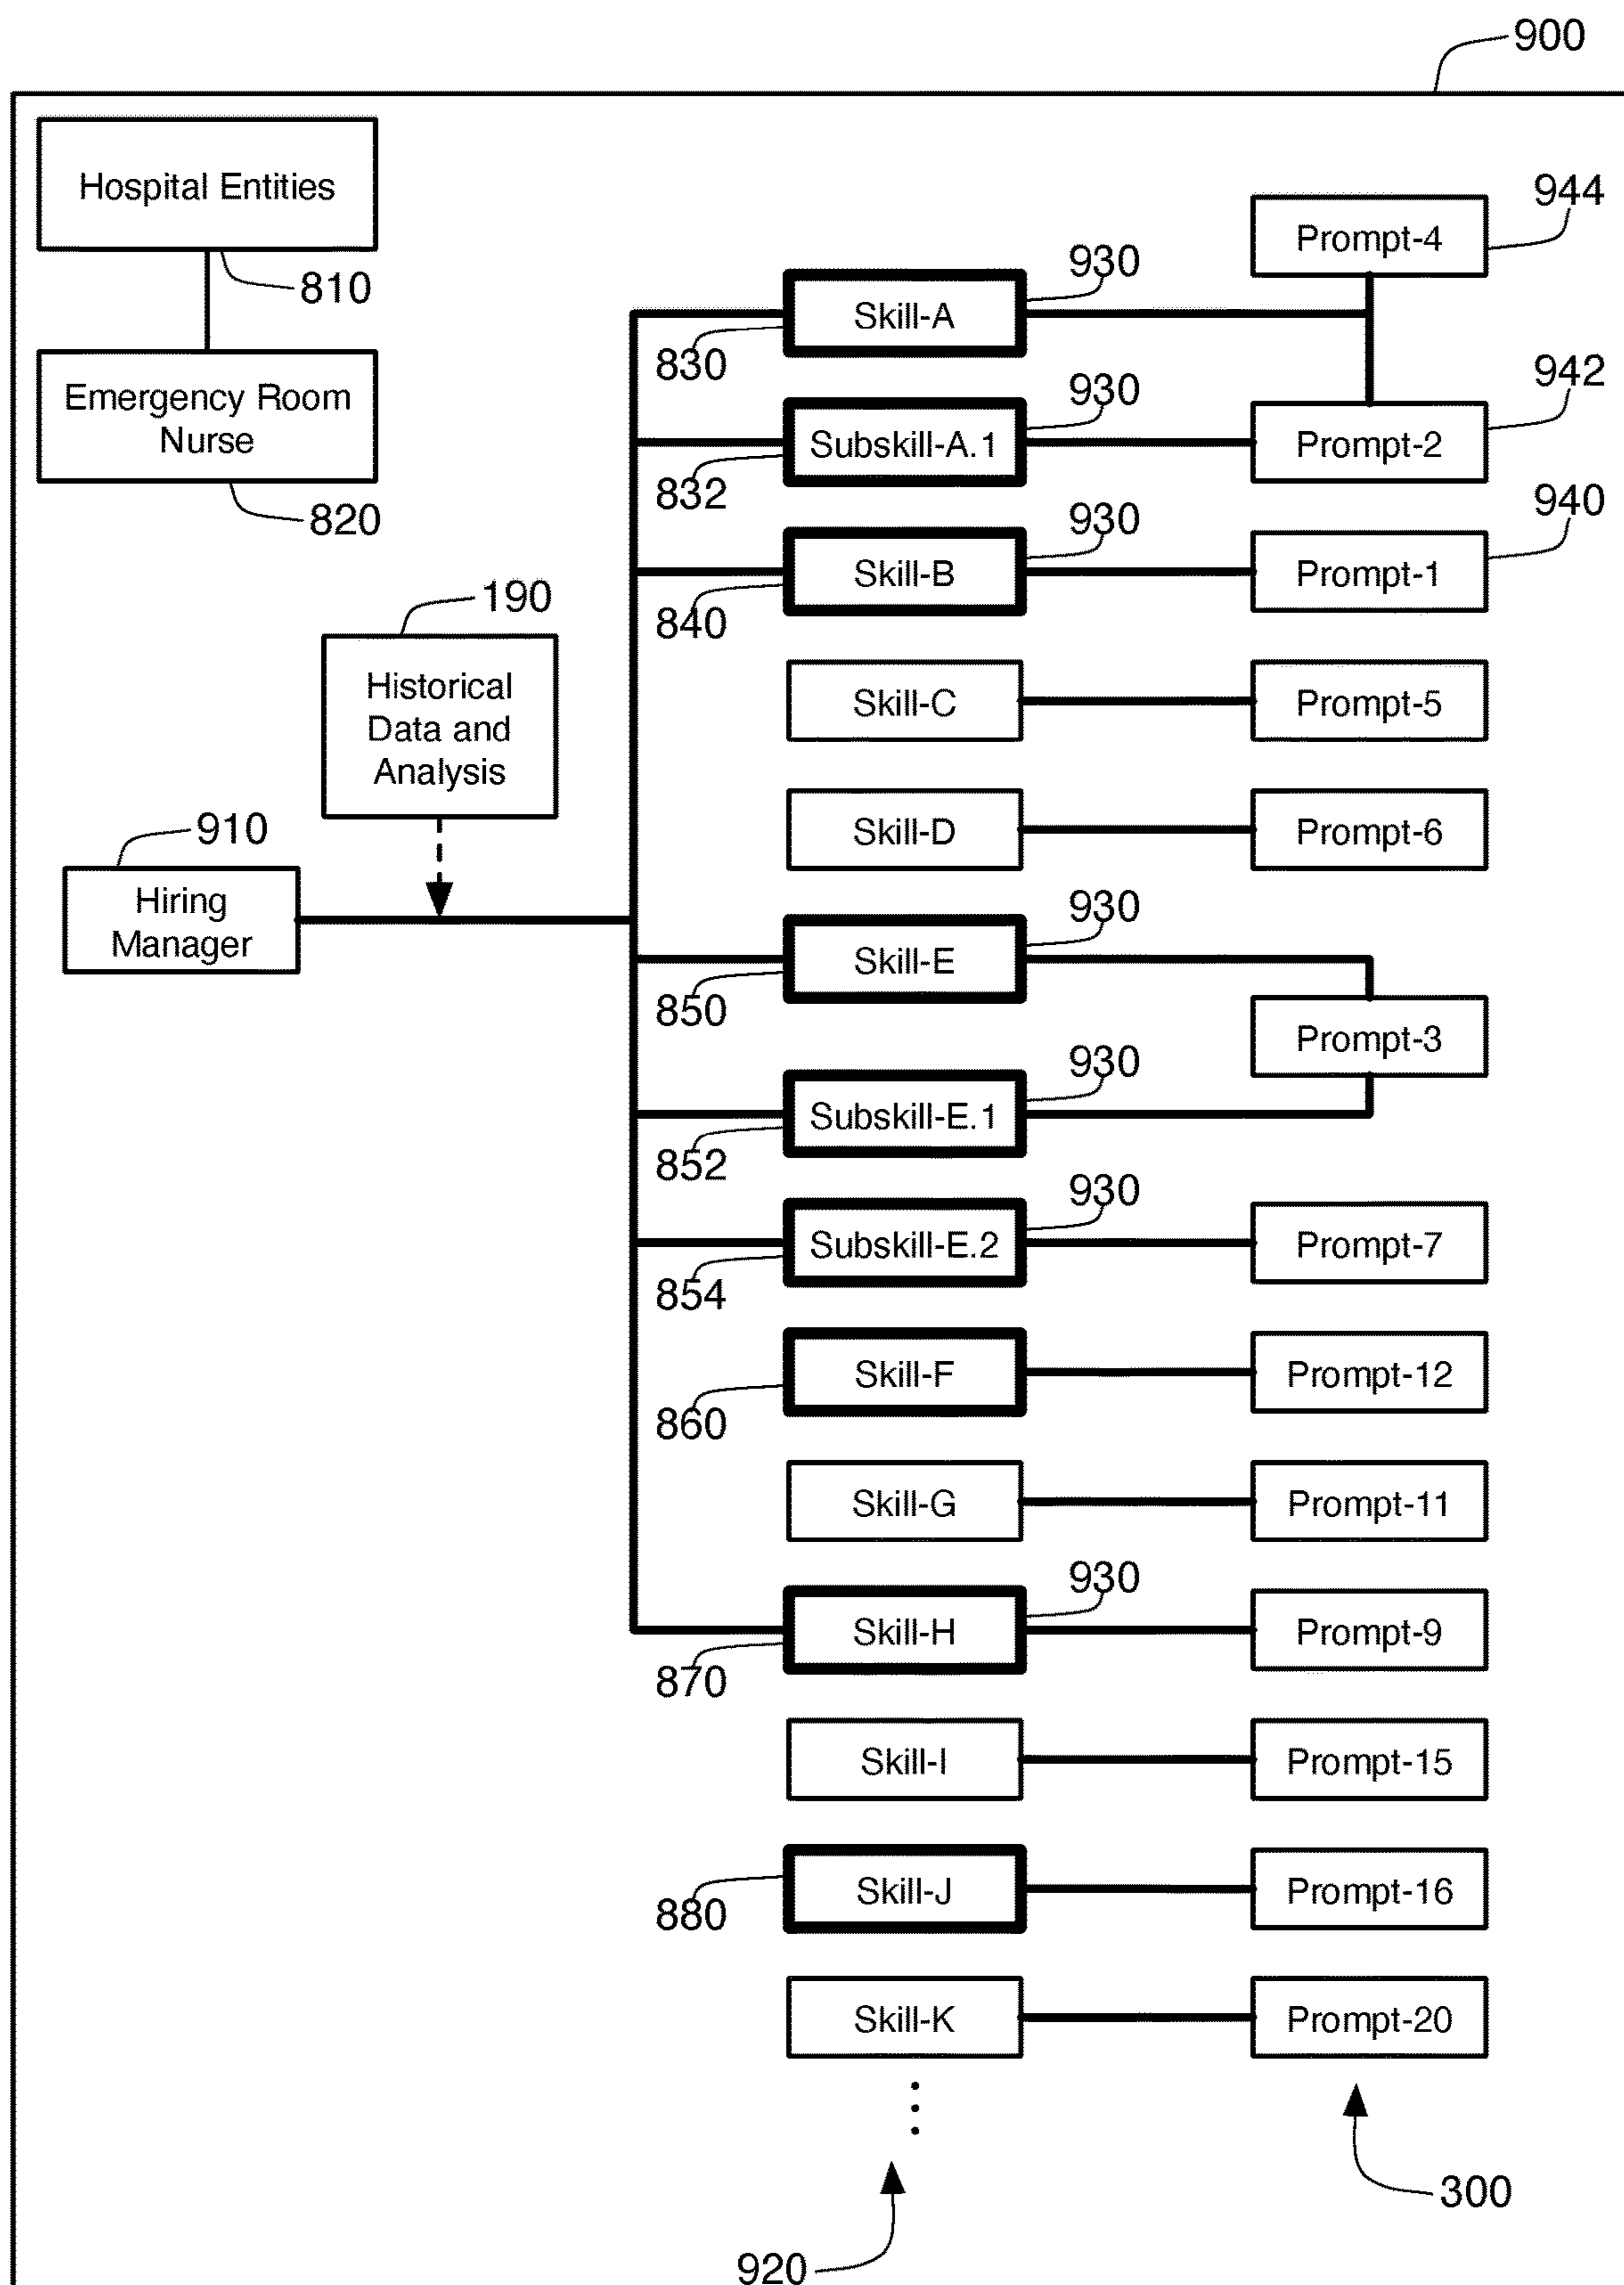 900
Hospital Entities
810
Emergency Room
Nurse
820
190
Historical
Data and
Analysis
910
Hiring
Manager
944
Prompt-4
930
Skill-A
830
942
930
Subskill-A.1
832
Prompt-2
940
930
Skill-B
840
Prompt-1
Skill-C
Prompt-5
Skill-D
Prompt-6
930
Skill-E
850
Prompt-3
930
Subskill-E.1
852
930
Subskill-E.2
854
Prompt-7
Skill-F
860
Prompt-12
Skill-G
Prompt-11
930
Skill-H
870
Prompt-9
Skill-I
Prompt-15
Skill-J
880
Prompt-16
Skill-K
Prompt-20
300
920